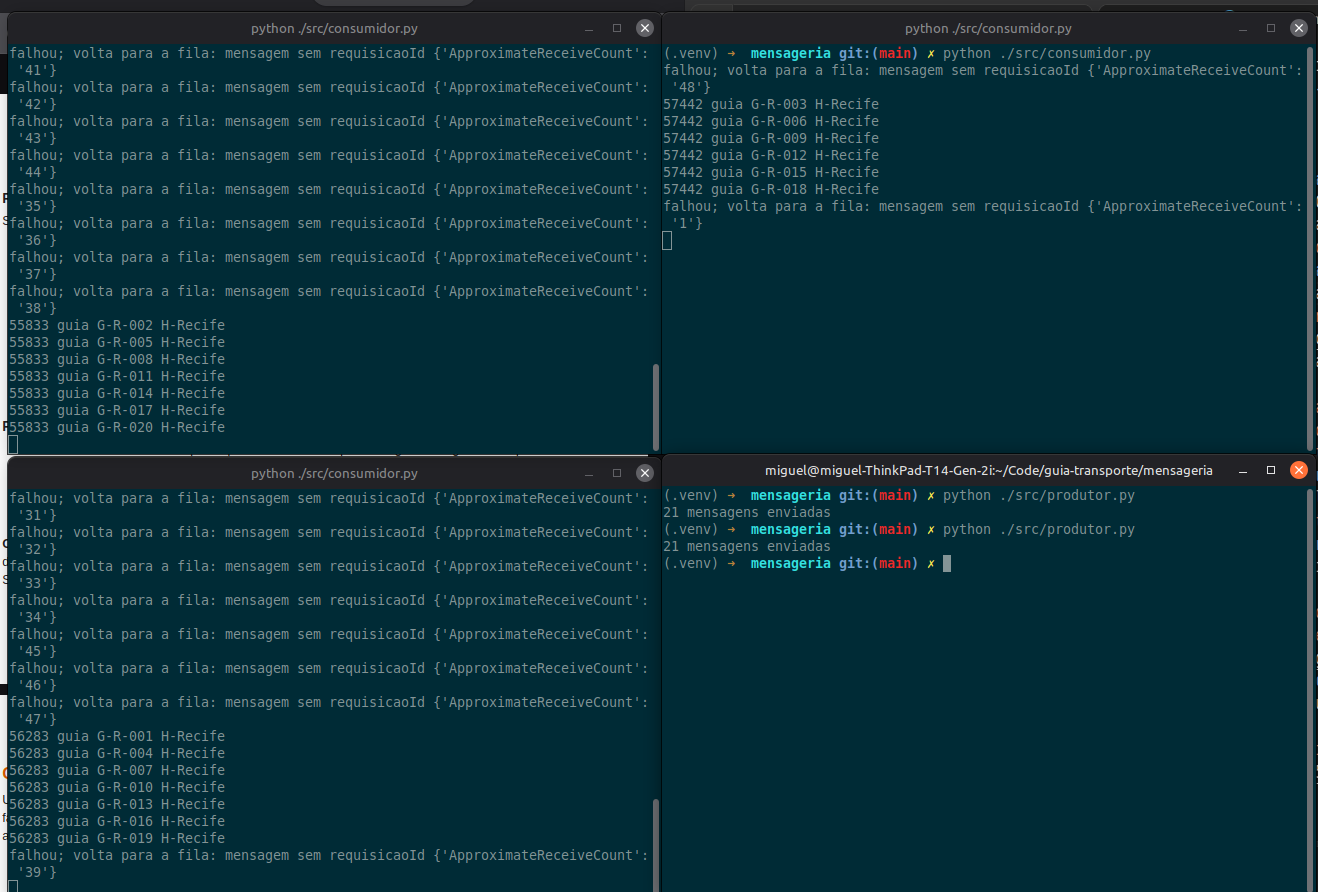 python ./src/consumidor.py
falhou; volta para a fila: mensagem sem requisicaoId {'ApproximateReceiveCount':
'41'}
falhou; volta para a fila: mensagem sem requisicaoId {'ApproximateReceiveCount':
'42'}
falhou; volta para a fila: mensagem sem requisicaoId {'ApproximateReceiveCount':
'43'}
falhou; volta para a fila: mensagem sem requisicaoId {'ApproximateReceiveCount':
'44'}
falhou; volta para a fila: mensagem sem requisicaoId {'ApproximateReceiveCount':
'35'}
falhou; volta para a fila: mensagem sem requisicaoId {'ApproximateReceiveCount':
'36'}
falhou; volta para a fila: mensagem sem requisicaoId {'ApproximateReceiveCount':
'37'}
falhou; volta para a fila: mensagem sem requisicaoId {'ApproximateReceiveCount':
'38'}
55833 guia G-R-002 H-Recife
55833 guia G-R-005 H-Recife
55833 guia G-R-008 H-Recife
55833 guia G-R-011 H-Recife
55833 guia G-R-014 H-Recife
55833 guia G-R-017 H-Recife
55833 guia G-R-020 H-Recife
python ./src/consumidor.py
(.venv) → mensageria git:(main) ✗ python ./src/consumidor.py
falhou; volta para a fila: mensagem sem requisicaoId {'ApproximateReceiveCount':
'48'}
57442 guia G-R-003 H-Recife
57442 guia G-R-006 H-Recife
57442 guia G-R-009 H-Recife
57442 guia G-R-012 H-Recife
57442 guia G-R-015 H-Recife
57442 guia G-R-018 H-Recife
falhou; volta para a fila: mensagem sem requisicaoId {'ApproximateReceiveCount':
'1'}
python ./src/consumidor.py
falhou; volta para a fila: mensagem sem requisicaoId {'ApproximateReceiveCount':
'31'}
falhou; volta para a fila: mensagem sem requisicaoId {'ApproximateReceiveCount':
'32'}
falhou; volta para a fila: mensagem sem requisicaoId {'ApproximateReceiveCount':
'33'}
falhou; volta para a fila: mensagem sem requisicaoId {'ApproximateReceiveCount':
'34'}
falhou; volta para a fila: mensagem sem requisicaoId {'ApproximateReceiveCount':
'45'}
falhou; volta para a fila: mensagem sem requisicaoId {'ApproximateReceiveCount':
'46'}
falhou; volta para a fila: mensagem sem requisicaoId {'ApproximateReceiveCount':
'47'}
56283 guia G-R-001 H-Recife
56283 guia G-R-004 H-Recife
56283 guia G-R-007 H-Recife
56283 guia G-R-010 H-Recife
56283 guia G-R-013 H-Recife
56283 guia G-R-016 H-Recife
56283 guia G-R-019 H-Recife
falhou; volta para a fila: mensagem sem requisicaoId {'ApproximateReceiveCount':
'39'}
miguel@miguel-ThinkPad-T14-Gen-2i:~/Code/guia-transporte/mensageria
(.venv) → mensageria git:(main) ✗ python ./src/produtor.py
21 mensagens enviadas
(.venv) → mensageria git:(main) ✗ python ./src/produtor.py
21 mensagens enviadas
(.venv) → mensageria git:(main) ✗